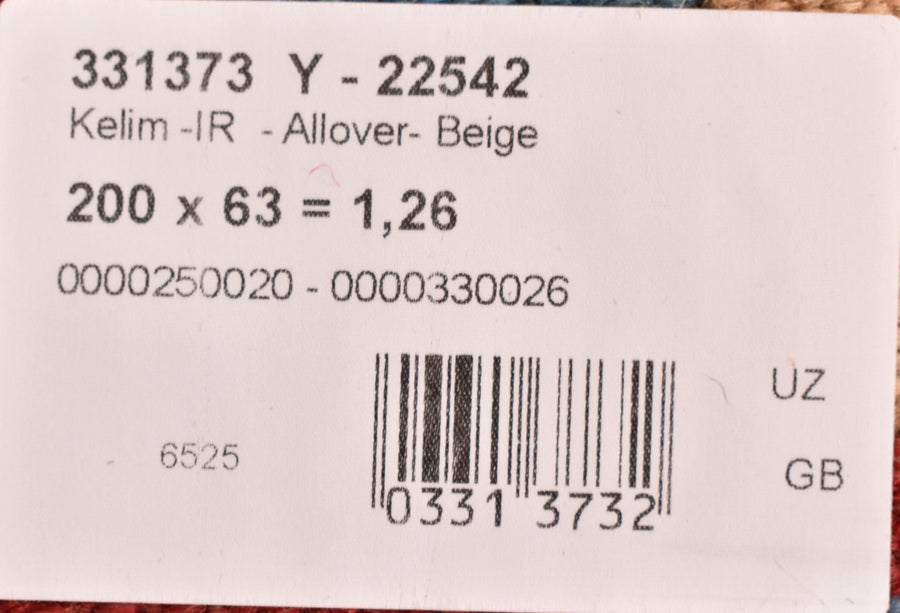 331373 Y - 22542
Kelim -IR - Allover- Beige
200 x 63 = 1,26
0000250020 - 0000330026
UZ
6525
GB
0331 3732